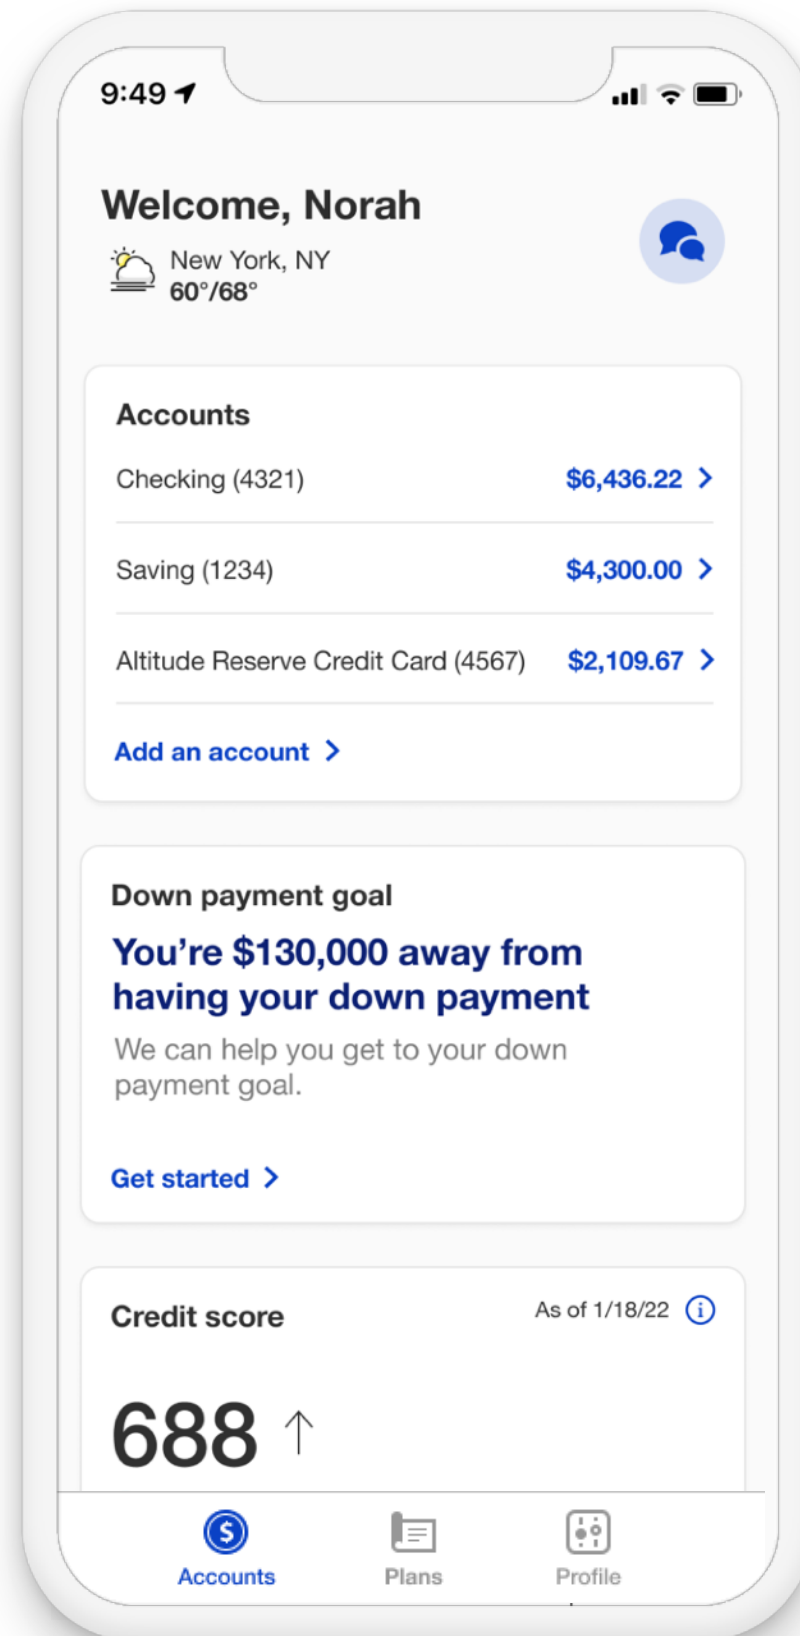 9:49
Welcome, Norah
New York, NY
60°/68°
Accounts
Checking (4321) $6,436.22
Saving (1234) $4,300.00
Altitude Reserve Credit Card (4567) $2,109.67
Add an account
Down payment goal
You're $130,000 away from
having your down payment
We can help you get to your down
payment goal.
Get started
Credit score As of 1/18/22
688
Accounts Plans Profile